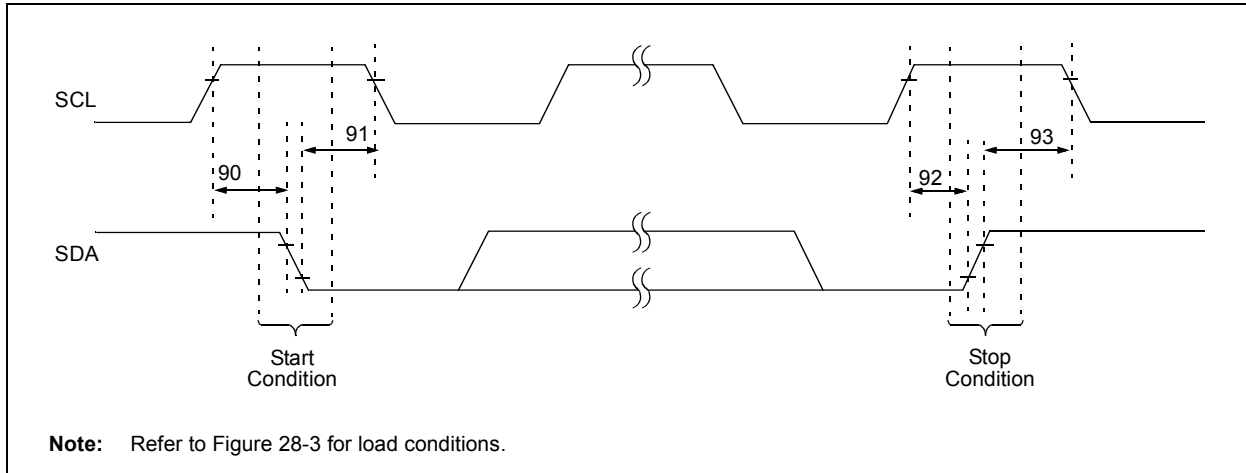 SCL
91
93
90
92
SDA
Start
Condition
Stop
Condition
Note: Refer to Figure 28-3 for load conditions.